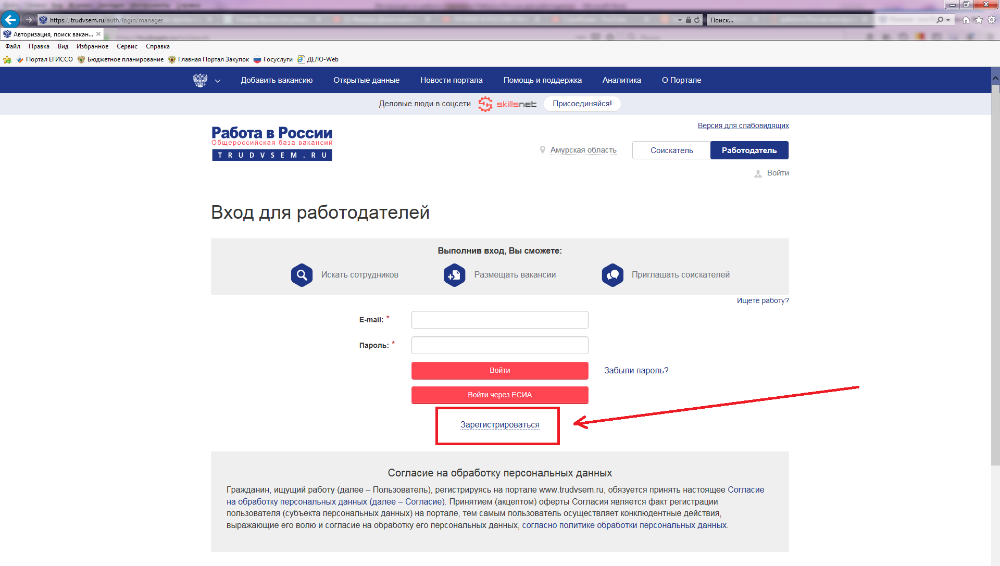 https://trudvsem.ru/auth/login/manager
Поиск...
Авторизация, поиск вакан...
Файл Правка Вид Избранное Сервис Справка
Портал ЕГИССО Бюджетное планирование Главная Портал Закупок Госуслуги ДЕЛО-Web
Добавить вакансию Открытые данные Новости портала Помощь и поддержка Аналитика О Портале
Деловые люди в соцсети skillsnet Присоединяйся!
Версия для слабовидящих
Работа в России
Общероссийская база вакансий
TRUDVSEM.RU
Амурская область Соискатель Работодатель
Войти
Вход для работодателей
Выполнив вход, Вы сможете:
Искать сотрудников Размещать вакансии Приглашать соискателей
Ищете работу?
E-mail: *
Пароль: *
Войти Забыли пароль?
Войти через ЕСИА
Зарегистрироваться
Согласие на обработку персональных данных
Гражданин, ищущий работу (далее – Пользователь), регистрируясь на портале www.trudvsem.ru, обязуется принять настоящее Согласие
на обработку персональных данных (далее – Согласие). Принятием (акцептом) оферты Согласия является факт регистрации
пользователя (субъекта персональных данных) на портале, тем самым пользователь осуществляет конклюдентные действия,
выражающие его волю и согласие на обработку его персональных данных, согласно политике обработки персональных данных.